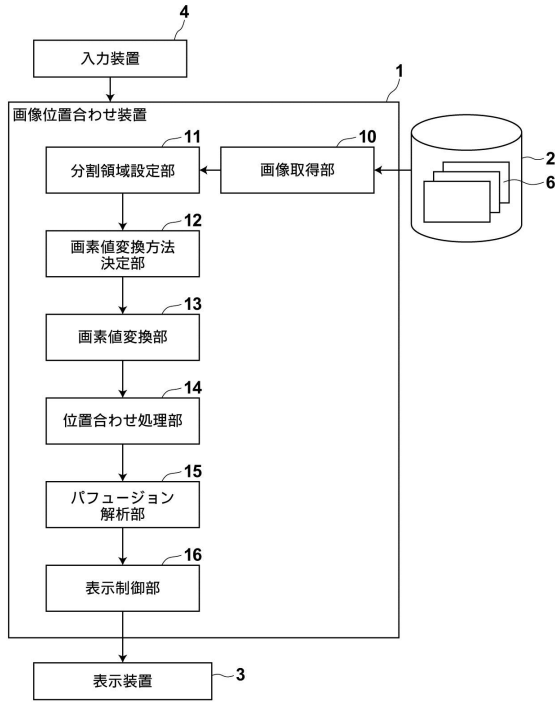 4
入力装置
1
画像位置合わせ装置
11
分割領域設定部
10
画像取得部
2
6
12
画素値変換方法
決定部
13
画素値変換部
14
位置合わせ処理部
15
パフュージョン
解析部
16
表示制御部
表示装置
3